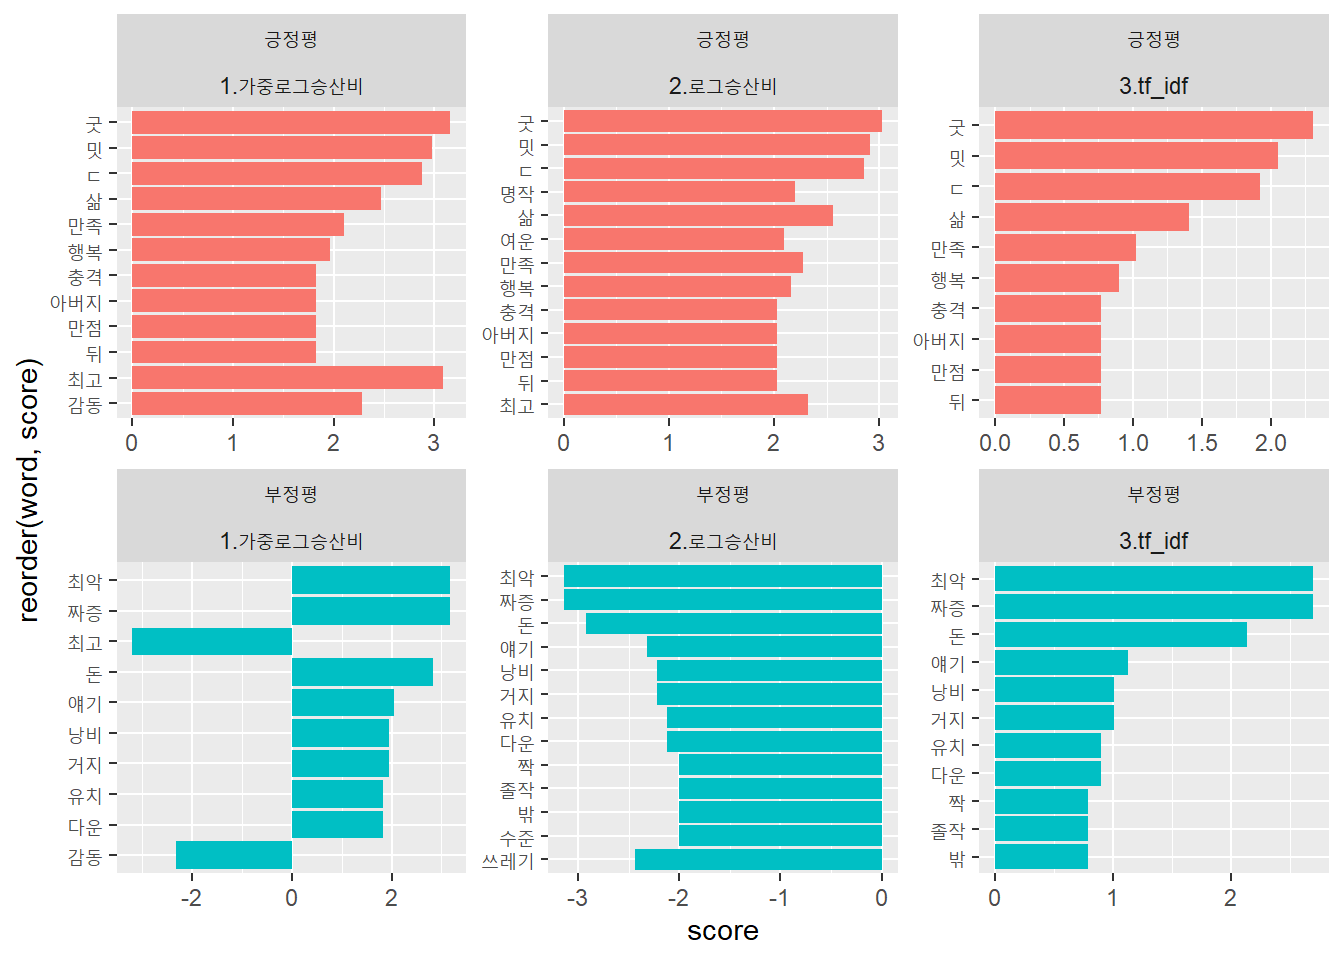 긍정평
1.가중로그승산비
굿
밋
ㄷ
삶
만족
행복
충격
아버지
만점
뒤
최고
감동
0 1 2 3
긍정평
2.로그승산비
굿
밋
ㄷ
명작
삶
여운
만족
행복
충격
아버지
만점
뒤
최고
0 1 2 3
긍정평
3.tf_idf
굿
밋
ㄷ
삶
만족
행복
충격
아버지
만점
뒤
0.0 0.5 1.0 1.5 2.0
reorder(word, score)
부정평
1.가중로그승산비
최악
짜증
최고
돈
얘기
낭비
거지
유치
다운
감동
-2 0 2
부정평
2.로그승산비
최악
짜증
돈
얘기
낭비
거지
유치
다운
짝
졸작
밖
수준
쓰레기
-3 -2 -1 0
부정평
3.tf_idf
최악
짜증
돈
얘기
낭비
거지
유치
다운
짝
졸작
밖
0 1 2
score